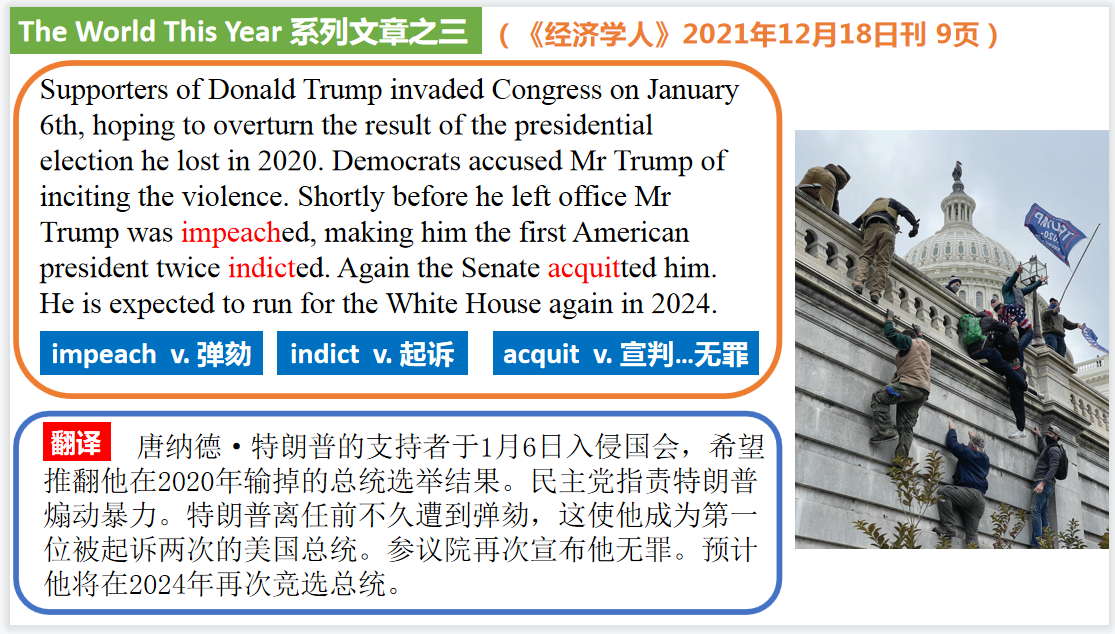 The World This Year 系列文章之三
（《经济学人》2021年12月18日刊 9页）
Supporters of Donald Trump invaded Congress on January
6th, hoping to overturn the result of the presidential
election he lost in 2020. Democrats accused Mr Trump of
inciting the violence. Shortly before he left office Mr
Trump was impeached, making him the first American
president twice indicted. Again the Senate acquitted him.
He is expected to run for the White House again in 2024.
impeach v. 弹劾
indict v. 起诉
acquit v. 宣判...无罪
翻译 唐纳德·特朗普的支持者于1月6日入侵国会，希望
推翻他在2020年输掉的总统选举结果。民主党指责特朗普
煽动暴力。特朗普离任前不久遭到弹劾，这使他成为第一
位被起诉两次的美国总统。参议院再次宣布他无罪。预计
他将在2024年再次竞选总统。
TRUMP